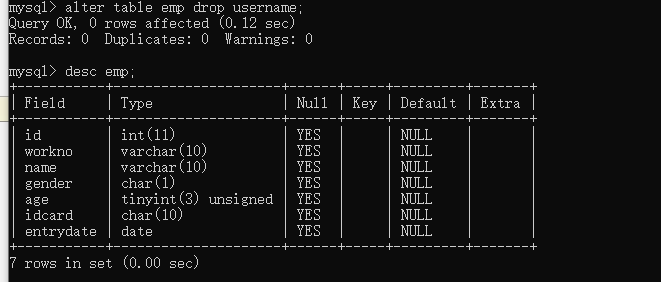 mysql> alter table emp drop username;
Query OK, 0 rows affected (0.12 sec)
Records: 0  Duplicates: 0  Warnings: 0
mysql> desc emp;
+-----------+---------------------+------+-----+---------+-------+
| Field     | Type                | Null | Key | Default | Extra |
+-----------+---------------------+------+-----+---------+-------+
| id        | int(11)             | YES  |     | NULL    |       |
| workno    | varchar(10)         | YES  |     | NULL    |       |
| name      | varchar(10)         | YES  |     | NULL    |       |
| gender    | char(1)             | YES  |     | NULL    |       |
| age       | tinyint(3) unsigned | YES  |     | NULL    |       |
| idcard    | char(10)            | YES  |     | NULL    |       |
| entrydate | date                | YES  |     | NULL    |       |
+-----------+---------------------+------+-----+---------+-------+
7 rows in set (0.00 sec)